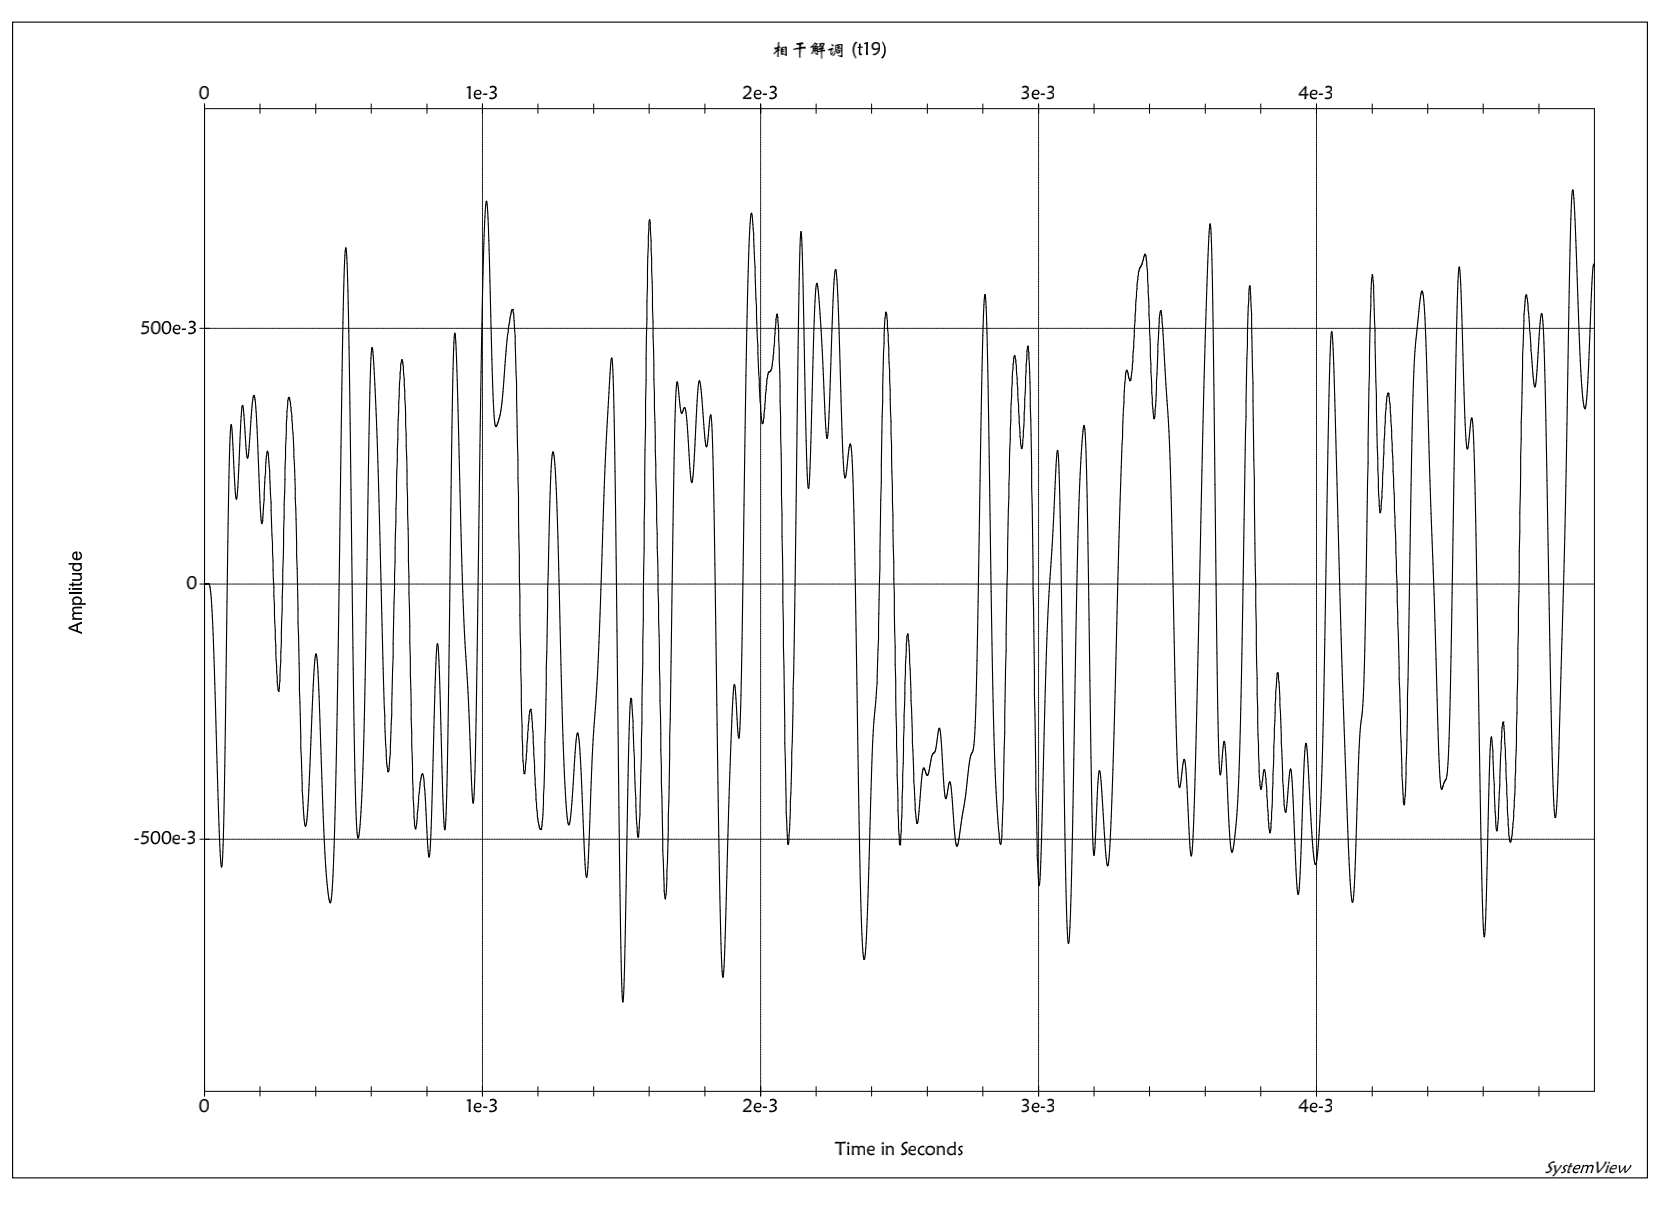 相干解调 (t19)
0 1e-3 2e-3 3e-3 4e-3
500e-3
0
-500e-3
Amplitude
0 1e-3 2e-3 3e-3 4e-3
Time in Seconds
SystemView